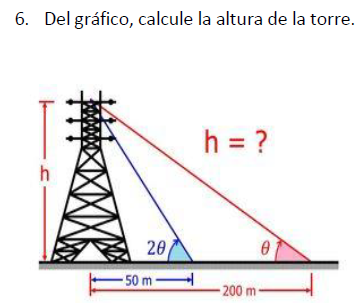 6. Del gráfico, calcule la altura de la torre.
h = ?
h
2θ
θ
50 m
200 m